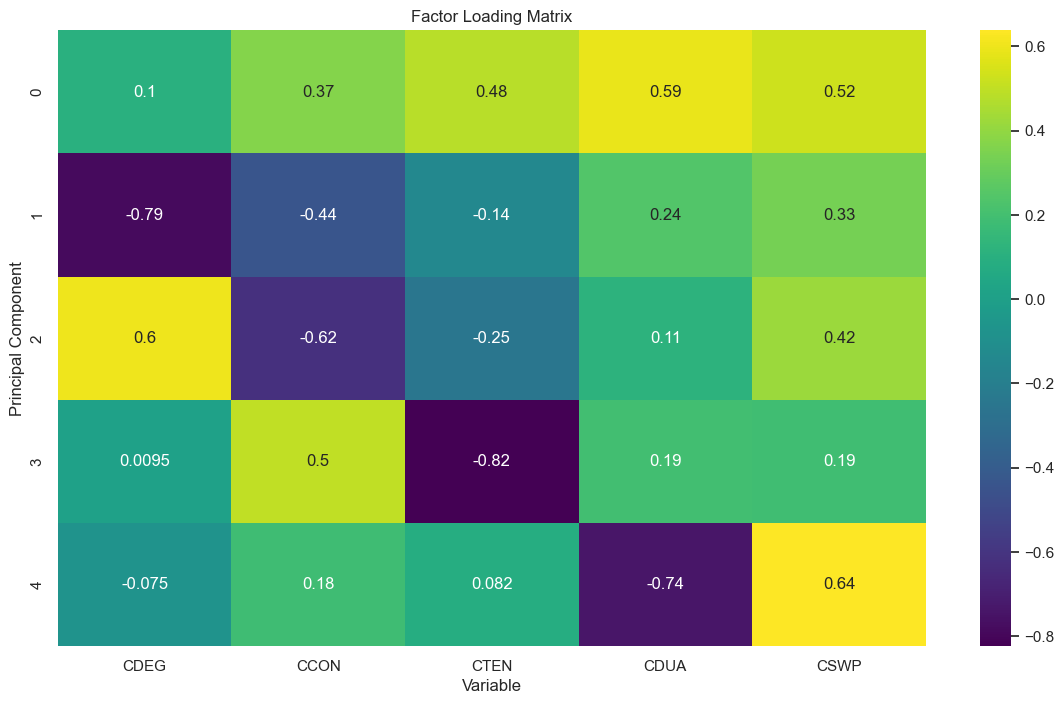 Factor Loading Matrix
Principal Component
0 0.1 0.37 0.48 0.59 0.52
1 -0.79 -0.44 -0.14 0.24 0.33
2 0.6 -0.62 -0.25 0.11 0.42
3 0.0095 0.5 -0.82 0.19 0.19
4 -0.075 0.18 0.082 -0.74 0.64
CDEG CCON CTEN CDUA CSWP
Variable
0.6
0.4
0.2
0.0
−0.2
−0.4
−0.6
−0.8